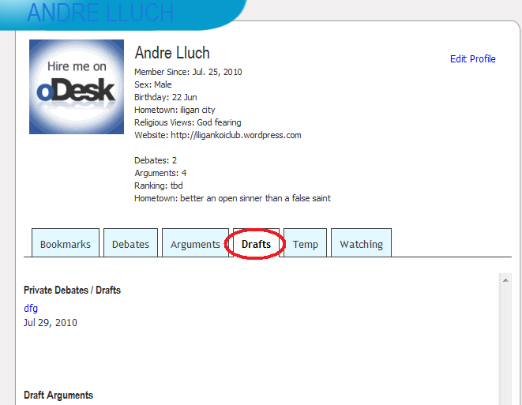 ANDRE LLUCH
Hire me on
oDesk
Andre Lluch
Edit Profile
Member Since: Jul. 25, 2010
Sex: Male
Birthday: 22 Jun
Hometown: iligan city
Religious Views: God fearing
Website: http://iligankoiclub.wordpress.com
Debates: 2
Arguments: 4
Ranking: tbd
Hometown: better an open sinner than a false saint
Bookmarks Debates Arguments Drafts Temp Watching
Private Debates / Drafts
dfg
Jul 29, 2010
Draft Arguments